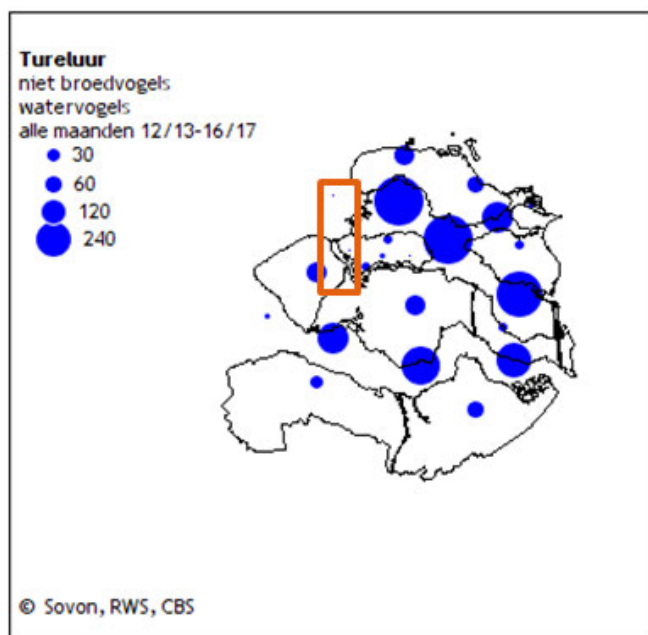 Tureluur
niet broedvogels
watervogels
alle maanden 12/13-16/17
30
60
120
240
© Sovon, RWS, CBS